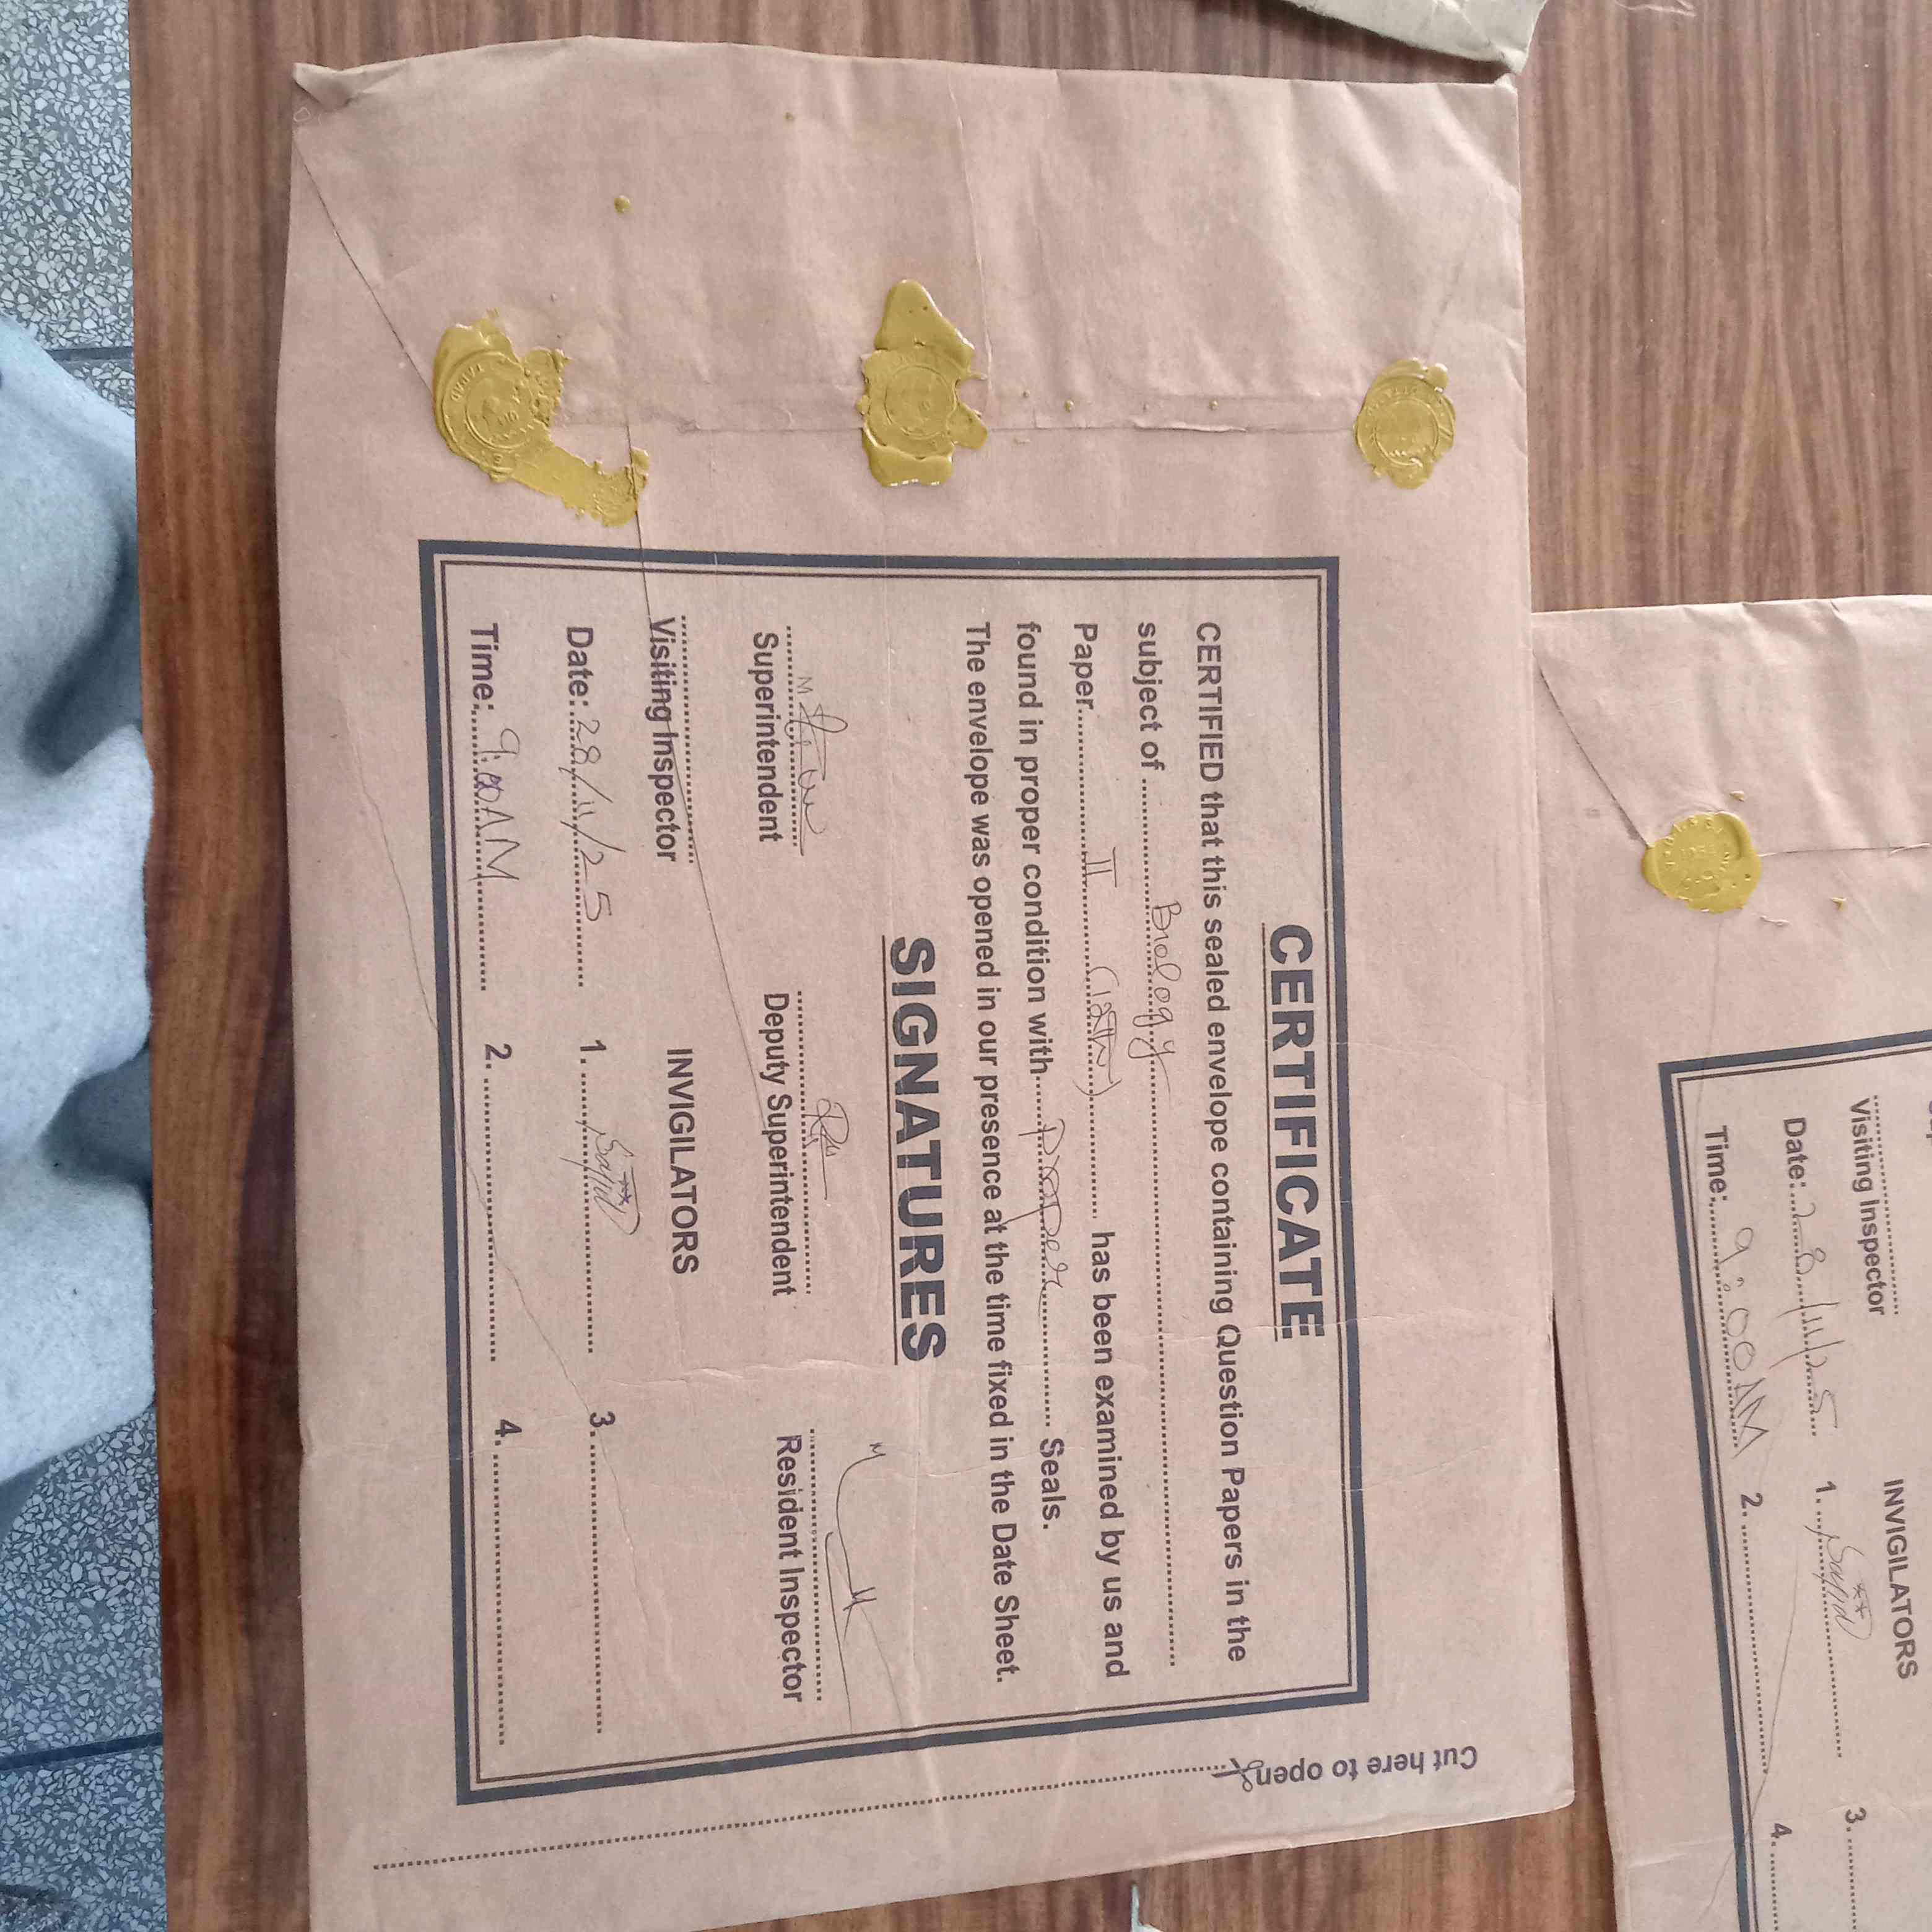 CERTIFICATE
CERTIFIED that this sealed envelope containing Question Papers in the
subject of ........ Biology ........
Paper ........ II (12th) ........ has been examined by us and
found in proper condition with ........ Proper ........ Seals.
The envelope was opened in our presence at the time fixed in the Date Sheet.
SIGNATURES
Superintendent Deputy Superintendent Resident Inspector
Visiting Inspector INVIGILATORS
Date: 28/11/25 1. 3.
Time: 9:00AM 2. 4.
Cut here to open
Visiting Inspector INVIGILATORS
Date: 28/11/25 1. 3.
Time: 9:00AM 2. 4.